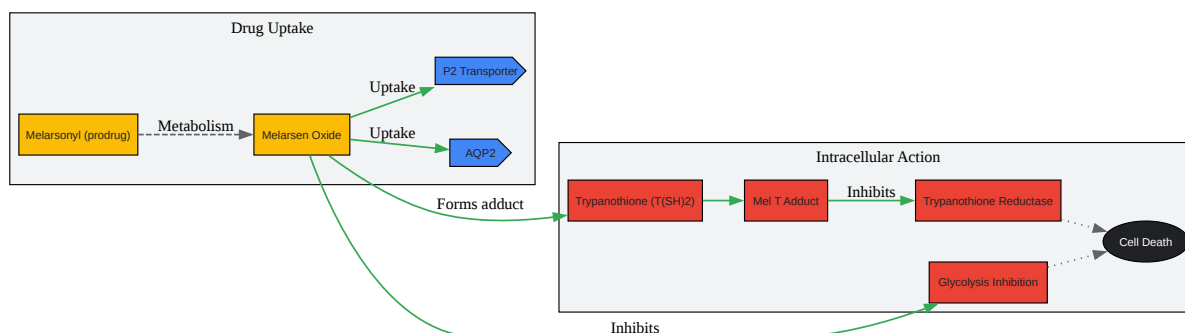 Drug Uptake
P2 Transporter
Uptake
Melarsonyl (prodrug)
Metabolism
Melarsen Oxide
Uptake
AQP2
Intracellular Action
Forms adduct
Trypanothione (T(SH)2)
Mel T Adduct
Inhibits
Trypanothione Reductase
Cell Death
Glycolysis Inhibition
Inhibits